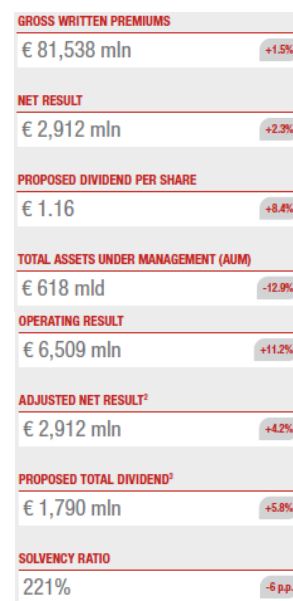 GROSS WRITTEN PREMIUMS
€ 81,538 mln +1.5%
NET RESULT
€ 2,912 mln +2.3%
PROPOSED DIVIDEND PER SHARE
€ 1.16 +8.4%
TOTAL ASSETS UNDER MANAGEMENT (AUM)
€ 618 mld -12.9%
OPERATING RESULT
€ 6,509 mln +11.2%
ADJUSTED NET RESULT²
€ 2,912 mln +4.2%
PROPOSED TOTAL DIVIDEND³
€ 1,790 mln +5.8%
SOLVENCY RATIO
221% -6 p.p.